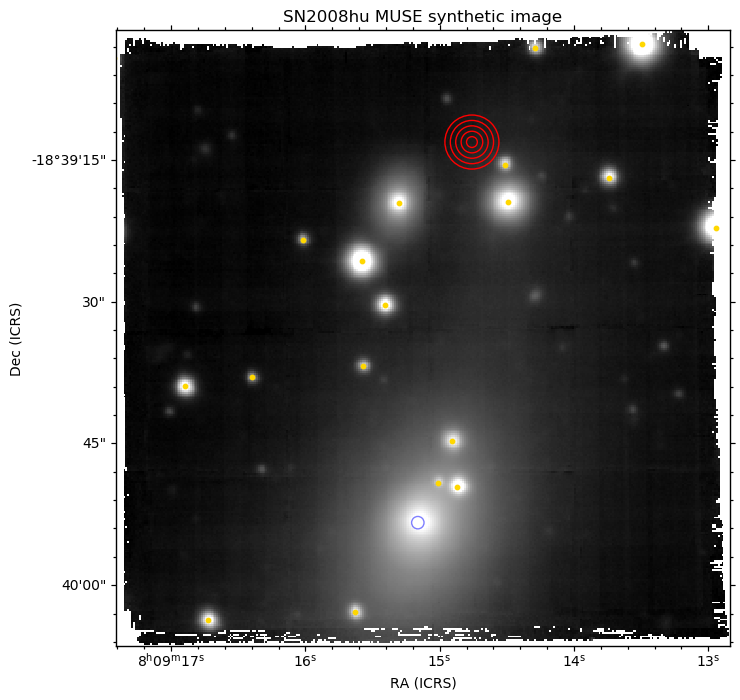 SN2008hu MUSE synthetic image
-18°39'15"
30"
45"
40'00"
Dec (ICRS)
8ʰ09ᵐ17ˢ 16ˢ 15ˢ 14ˢ 13ˢ
RA (ICRS)